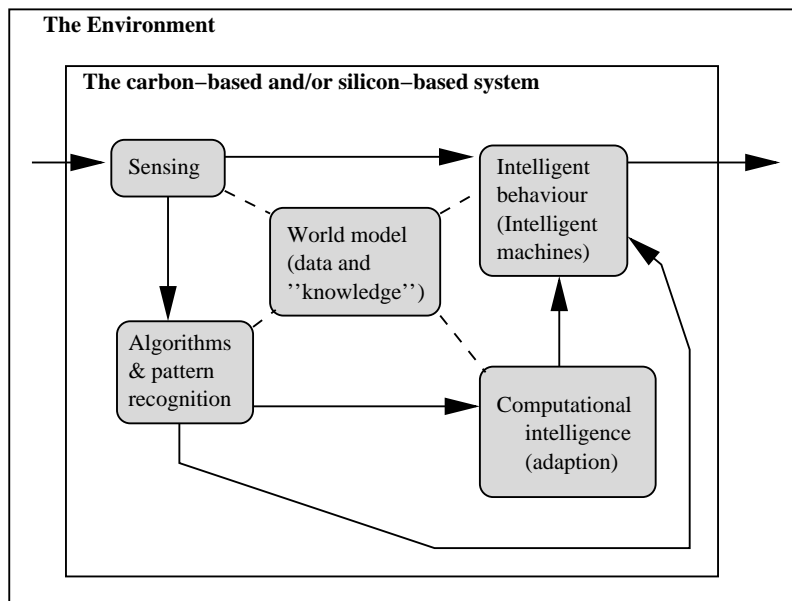 The Environment
The carbon−based and/or silicon−based system
Sensing
Intelligent
behaviour
(Intelligent
machines)
World model
(data and
’’knowledge’’)
Algorithms
& pattern
recognition
Computational
intelligence
(adaption)